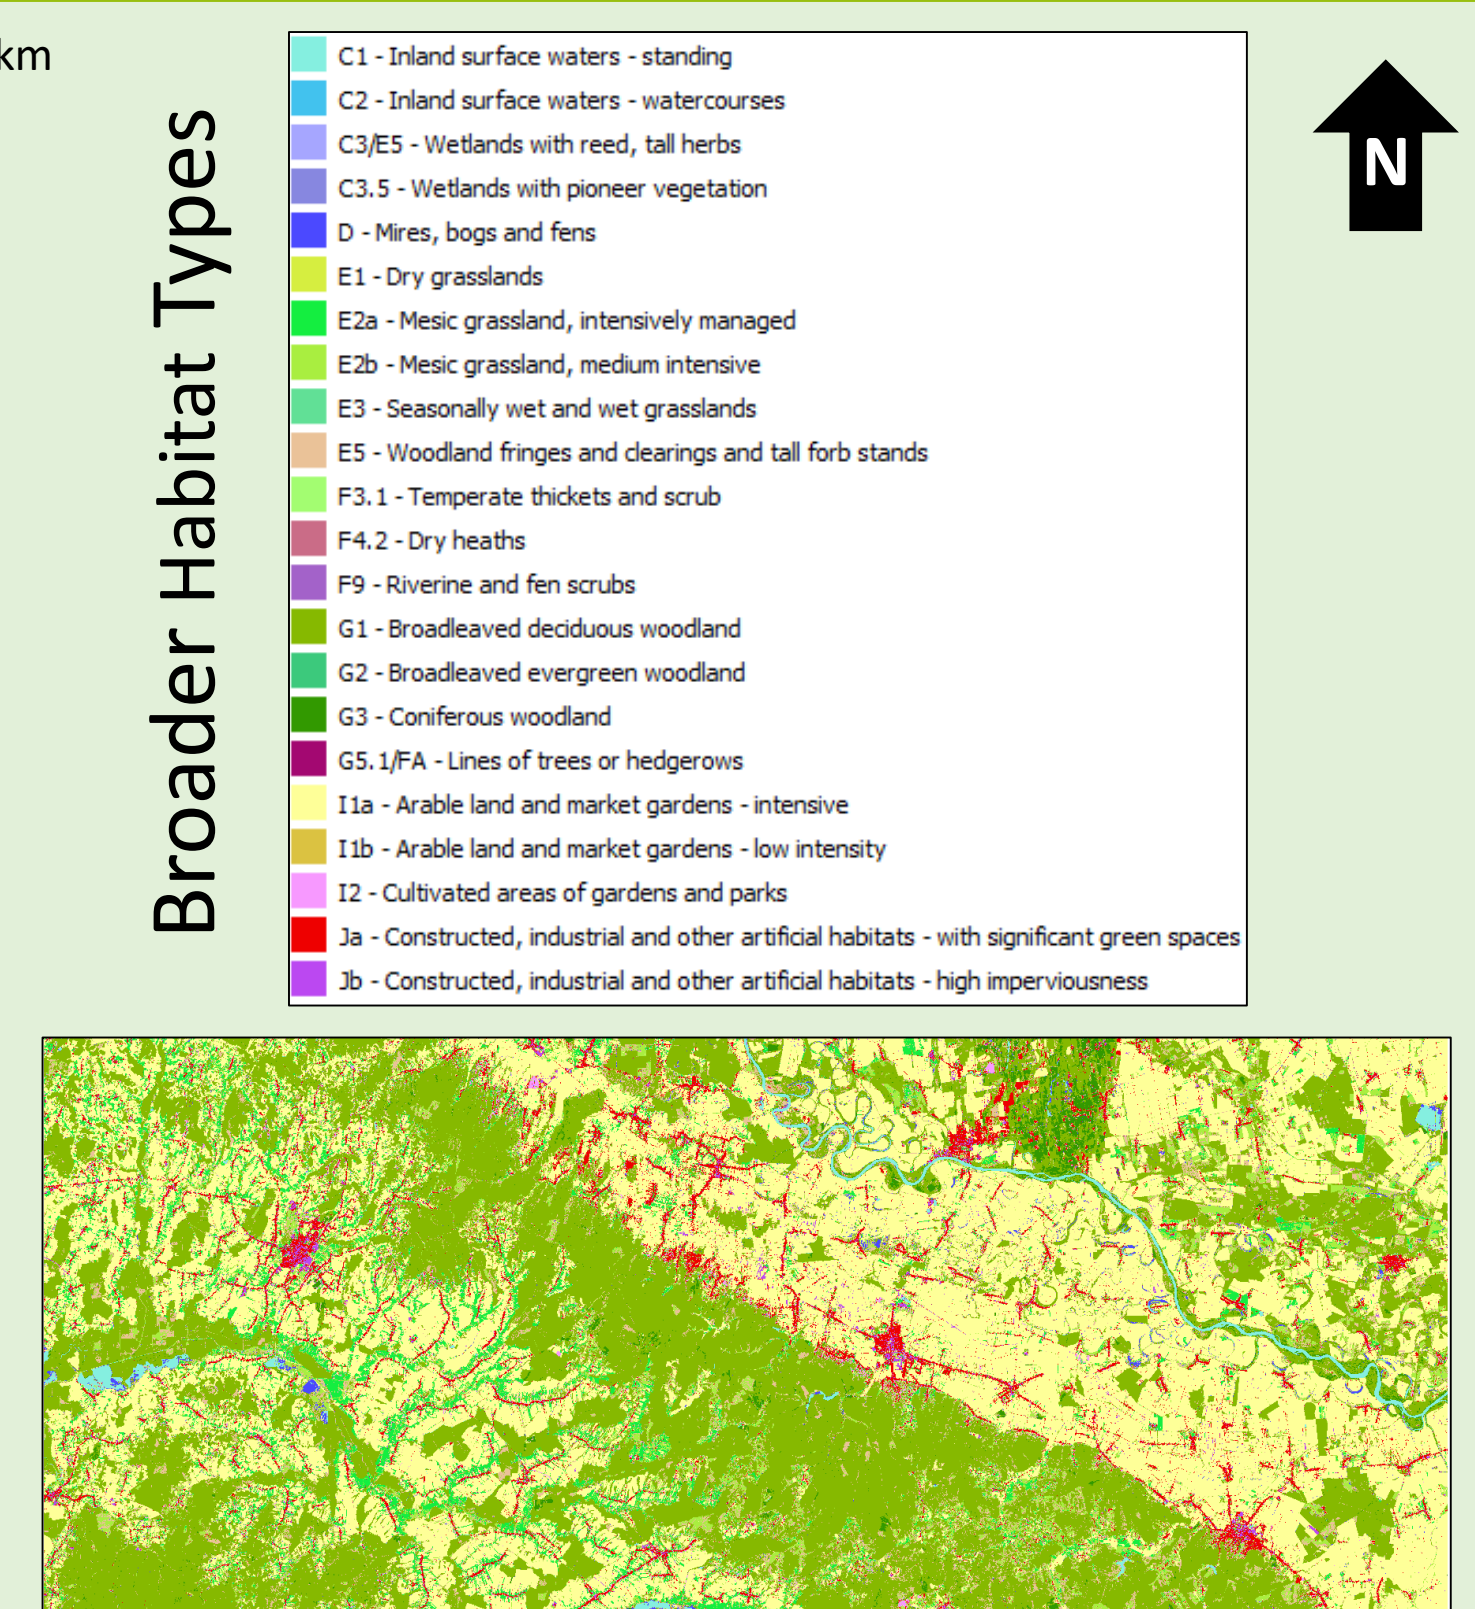 km
Broader Habitat Types
C1 - Inland surface waters - standing
C2 - Inland surface waters - watercourses
C3/E5 - Wetlands with reed, tall herbs
C3.5 - Wetlands with pioneer vegetation
D - Mires, bogs and fens
E1 - Dry grasslands
E2a - Mesic grassland, intensively managed
E2b - Mesic grassland, medium intensive
E3 - Seasonally wet and wet grasslands
E5 - Woodland fringes and clearings and tall forb stands
F3.1 - Temperate thickets and scrub
F4.2 - Dry heaths
F9 - Riverine and fen scrubs
G1 - Broadleaved deciduous woodland
G2 - Broadleaved evergreen woodland
G3 - Coniferous woodland
G5.1/FA - Lines of trees or hedgerows
I1a - Arable land and market gardens - intensive
I1b - Arable land and market gardens - low intensity
I2 - Cultivated areas of gardens and parks
Ja - Constructed, industrial and other artificial habitats - with significant green spaces
Jb - Constructed, industrial and other artificial habitats - high imperviousness
N